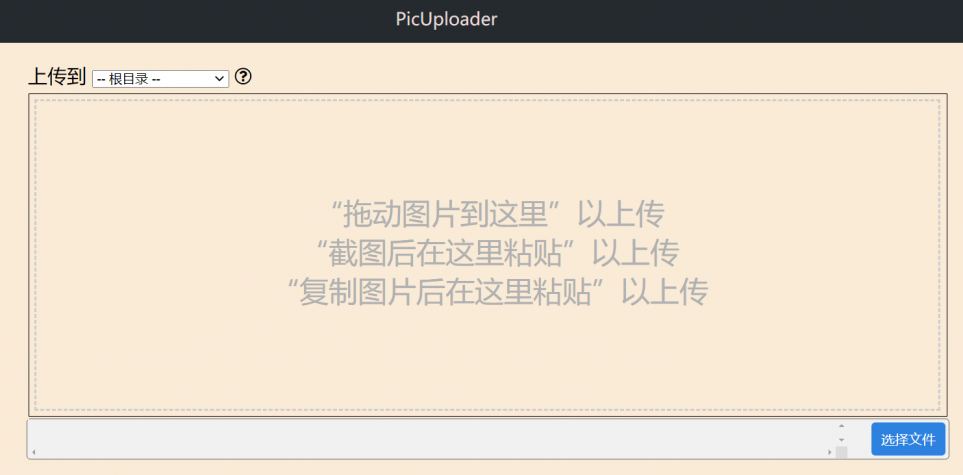 PicUploader
上传到 -- 根目录 --
“拖动图片到这里”以上传
“截图后在这里粘贴”以上传
“复制图片后在这里粘贴”以上传
选择文件